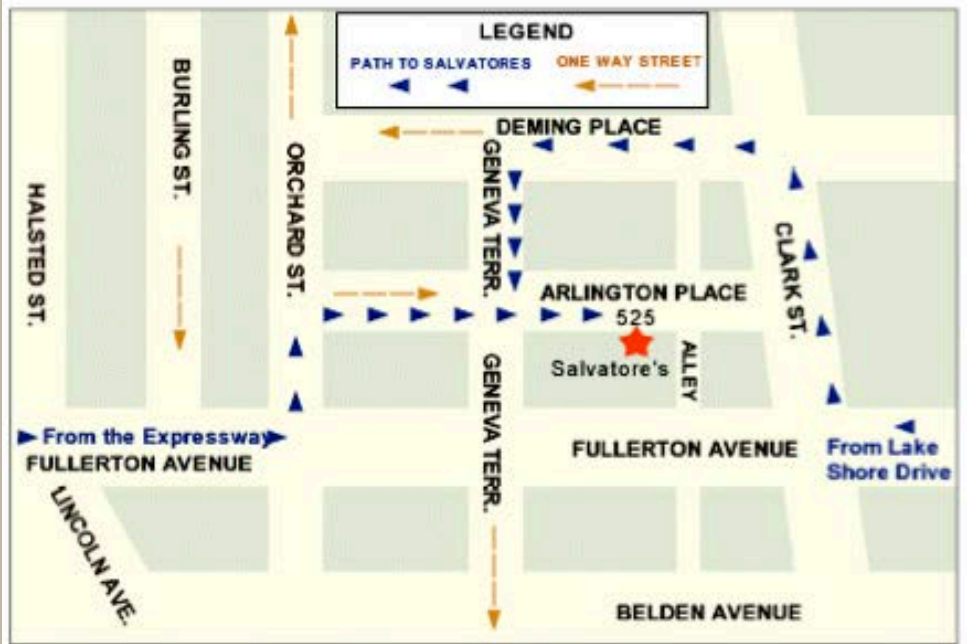 LEGEND
PATH TO SALVATORES
ONE WAY STREET
DEMING PLACE
BURLING ST.
ORCHARD ST.
GENEVA TERR.
HALSTED ST.
CLARK ST.
ARLINGTON PLACE
525
Salvatore's
ALLEY
GENEVA TERR.
From the Expressway
FULLERTON AVENUE
FULLERTON AVENUE
From Lake
Shore Drive
LINCOLN AVE.
BELDEN AVENUE